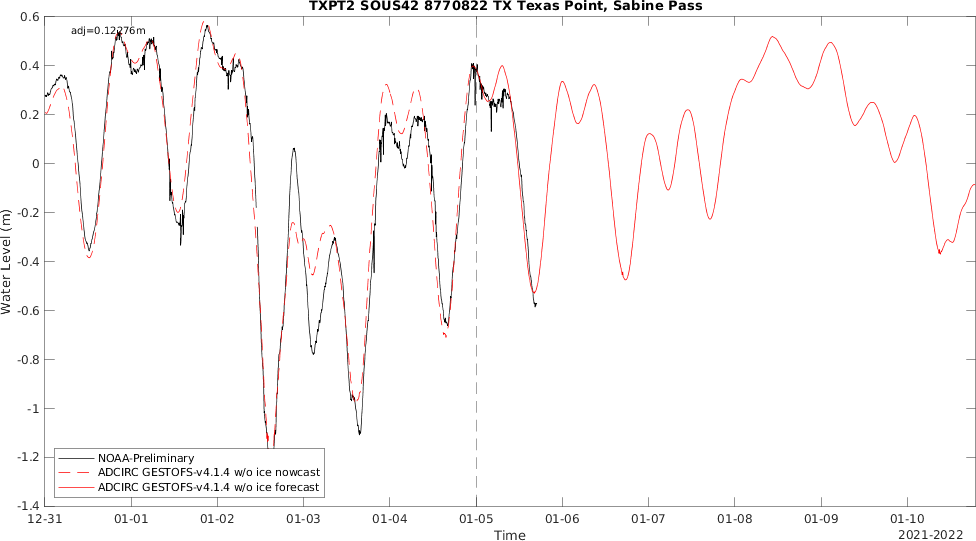 TXPT2 SOUS42 8770822 TX Texas Point, Sabine Pass
adj=0.12276m
0.6
0.4
0.2
0
-0.2
-0.4
-0.6
-0.8
-1
-1.2
-1.4
Water Level (m)
NOAA-Preliminary
ADCIRC GESTOFS-v4.1.4 w/o ice nowcast
ADCIRC GESTOFS-v4.1.4 w/o ice forecast
12-31 01-01 01-02 01-03 01-04 01-05 01-06 01-07 01-08 01-09 01-10
Time
2021-2022